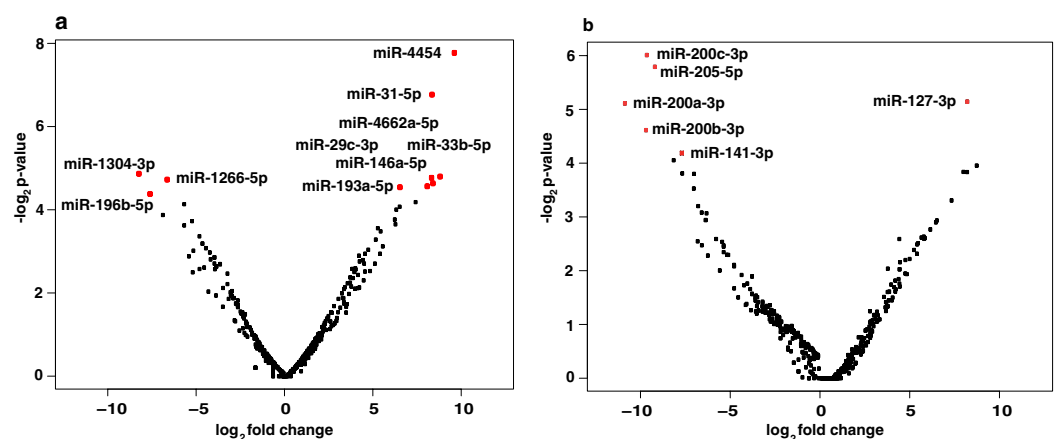 a
8
miR-4454
miR-31-5p
6
miR-4662a-5p
miR-29c-3p miR-33b-5p
miR-1304-3p miR-146a-5p
miR-1266-5p miR-193a-5p
4
miR-196b-5p
2
0
-log2 p-value
−10 −5 0 5 10
log2 fold change
b
6
miR-200c-3p
miR-205-5p
5
miR-200a-3p miR-127-3p
miR-200b-3p
4
miR-141-3p
3
2
1
0
-log2 p-value
−10 −5 0 5 10
log2 fold change